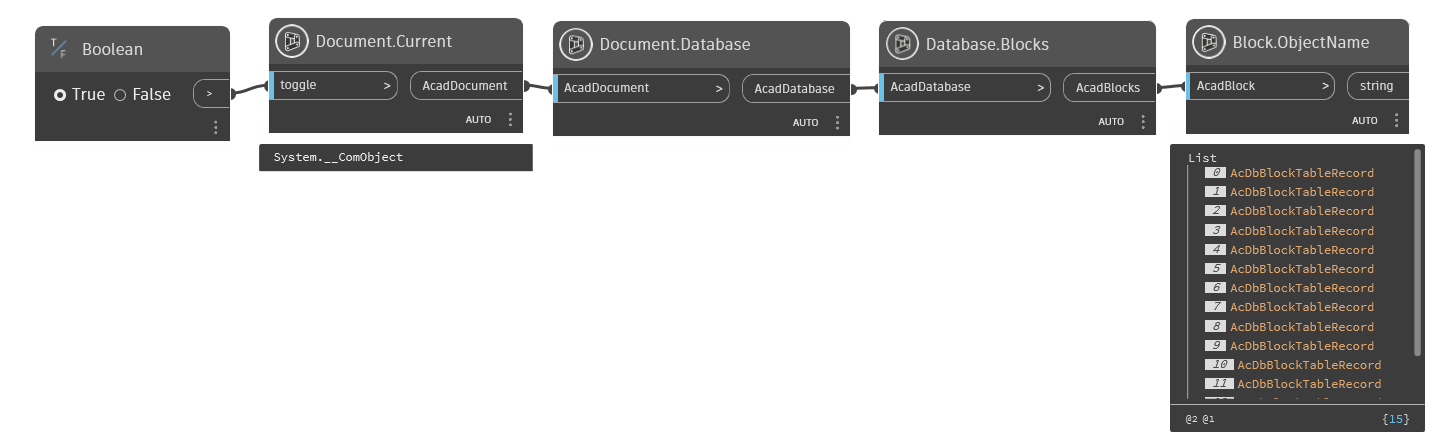 T/F Boolean
True False >
Document.Current
toggle > AcadDocument
AUTO
System.__ComObject
Document.Database
AcadDocument > AcadDatabase
AUTO
Database.Blocks
AcadDatabase > AcadBlocks
AUTO
Block.ObjectName
AcadBlock > string
AUTO
List
0 AcDbBlockTableRecord
1 AcDbBlockTableRecord
2 AcDbBlockTableRecord
3 AcDbBlockTableRecord
4 AcDbBlockTableRecord
5 AcDbBlockTableRecord
6 AcDbBlockTableRecord
7 AcDbBlockTableRecord
8 AcDbBlockTableRecord
9 AcDbBlockTableRecord
10 AcDbBlockTableRecord
11 AcDbBlockTableRecord
@2 @1 {15}